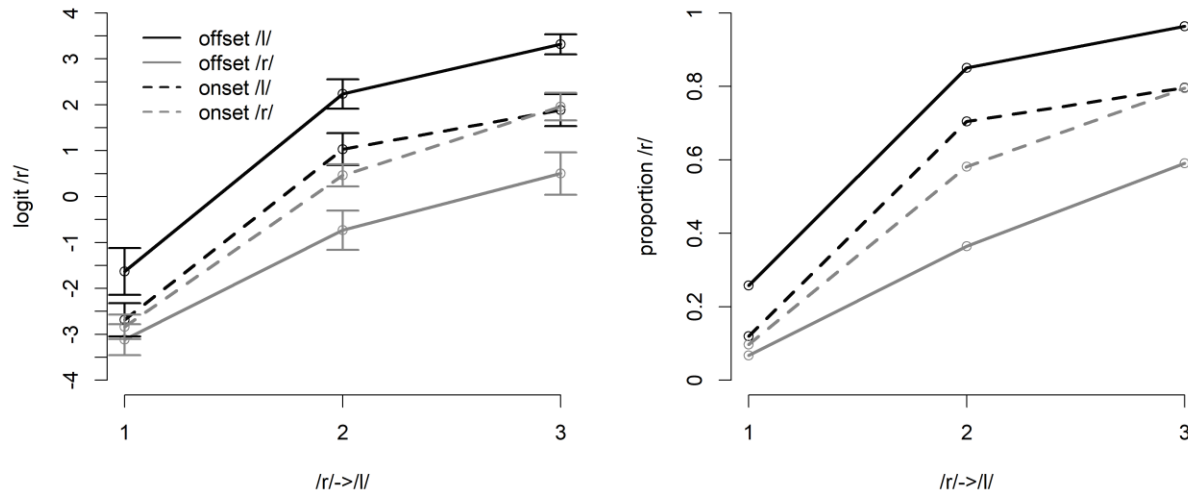 logit /r/
4
3
2
1
0
-1
-2
-3
-4
offset /l/
offset /r/
onset /l/
onset /r/
1 2 3
/r/->/l/
proportion /r/
1
0.8
0.6
0.4
0.2
0
1 2 3
/r/->/l/